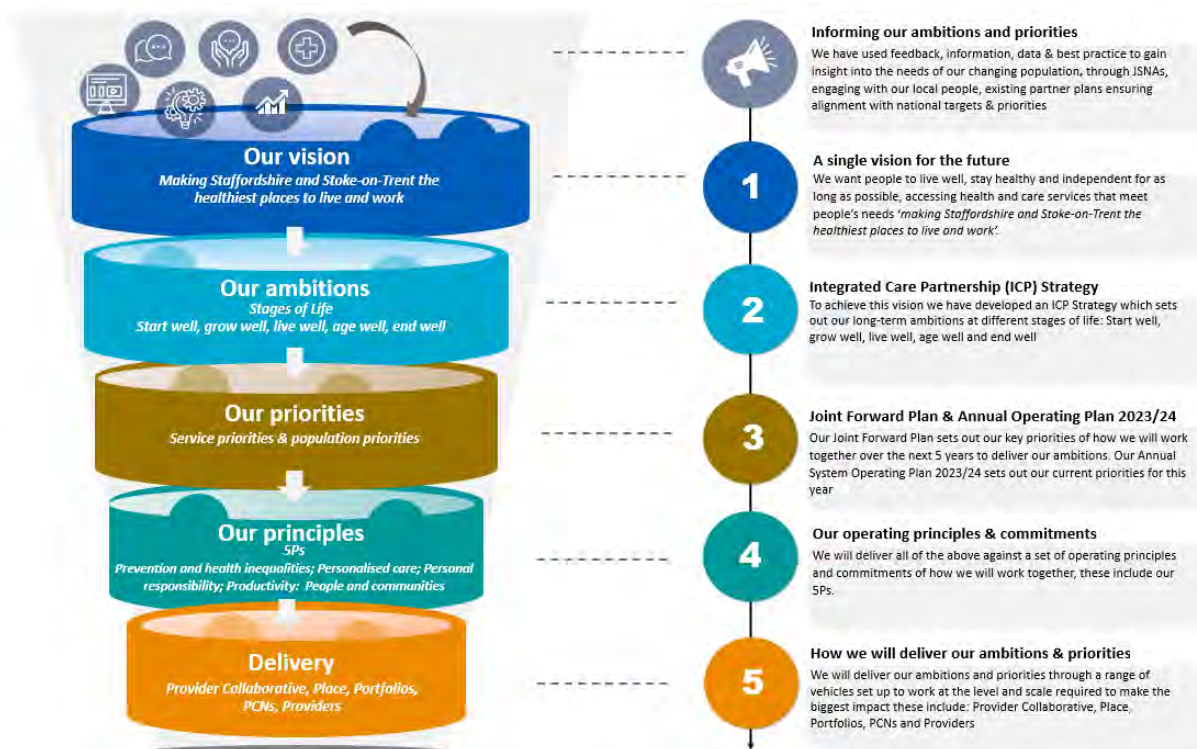 Our vision
Making Staffordshire and Stoke-on-Trent the
healthiest places to live and work
Our ambitions
Stages of Life
Start well, grow well, live well, age well, end well
Our priorities
Service priorities & population priorities
Our principles
5Ps
Prevention and health inequalities; Personalised care; Personal
responsibility; Productivity: People and communities
Delivery
Provider Collaborative, Place, Portfolios,
PCNs, Providers
Informing our ambitions and priorities
We have used feedback, information, data & best practice to gain
insight into the needs of our changing population, through JSNAs,
engaging with our local people, existing partner plans ensuring
alignment with national targets & priorities
1
A single vision for the future
We want people to live well, stay healthy and independent for as
long as possible, accessing health and care services that meet
people's needs ‘making Staffordshire and Stoke-on-Trent the
healthiest places to live and work’.
2
Integrated Care Partnership (ICP) Strategy
To achieve this vision we have developed an ICP Strategy which sets
out our long-term ambitions at different stages of life: Start well,
grow well, live well, age well and end well
3
Joint Forward Plan & Annual Operating Plan 2023/24
Our Joint Forward Plan sets out our key priorities of how we will work
together over the next 5 years to deliver our ambitions. Our Annual
System Operating Plan 2023/24 sets out our current priorities for this
year
4
Our operating principles & commitments
We will deliver all of the above against a set of operating principles
and commitments of how we will work together, these include our
5Ps.
5
How we will deliver our ambitions & priorities
We will deliver our ambitions and priorities through a range of
vehicles set up to work at the level and scale required to make the
biggest impact these include: Provider Collaborative, Place,
Portfolios, PCNs and Providers